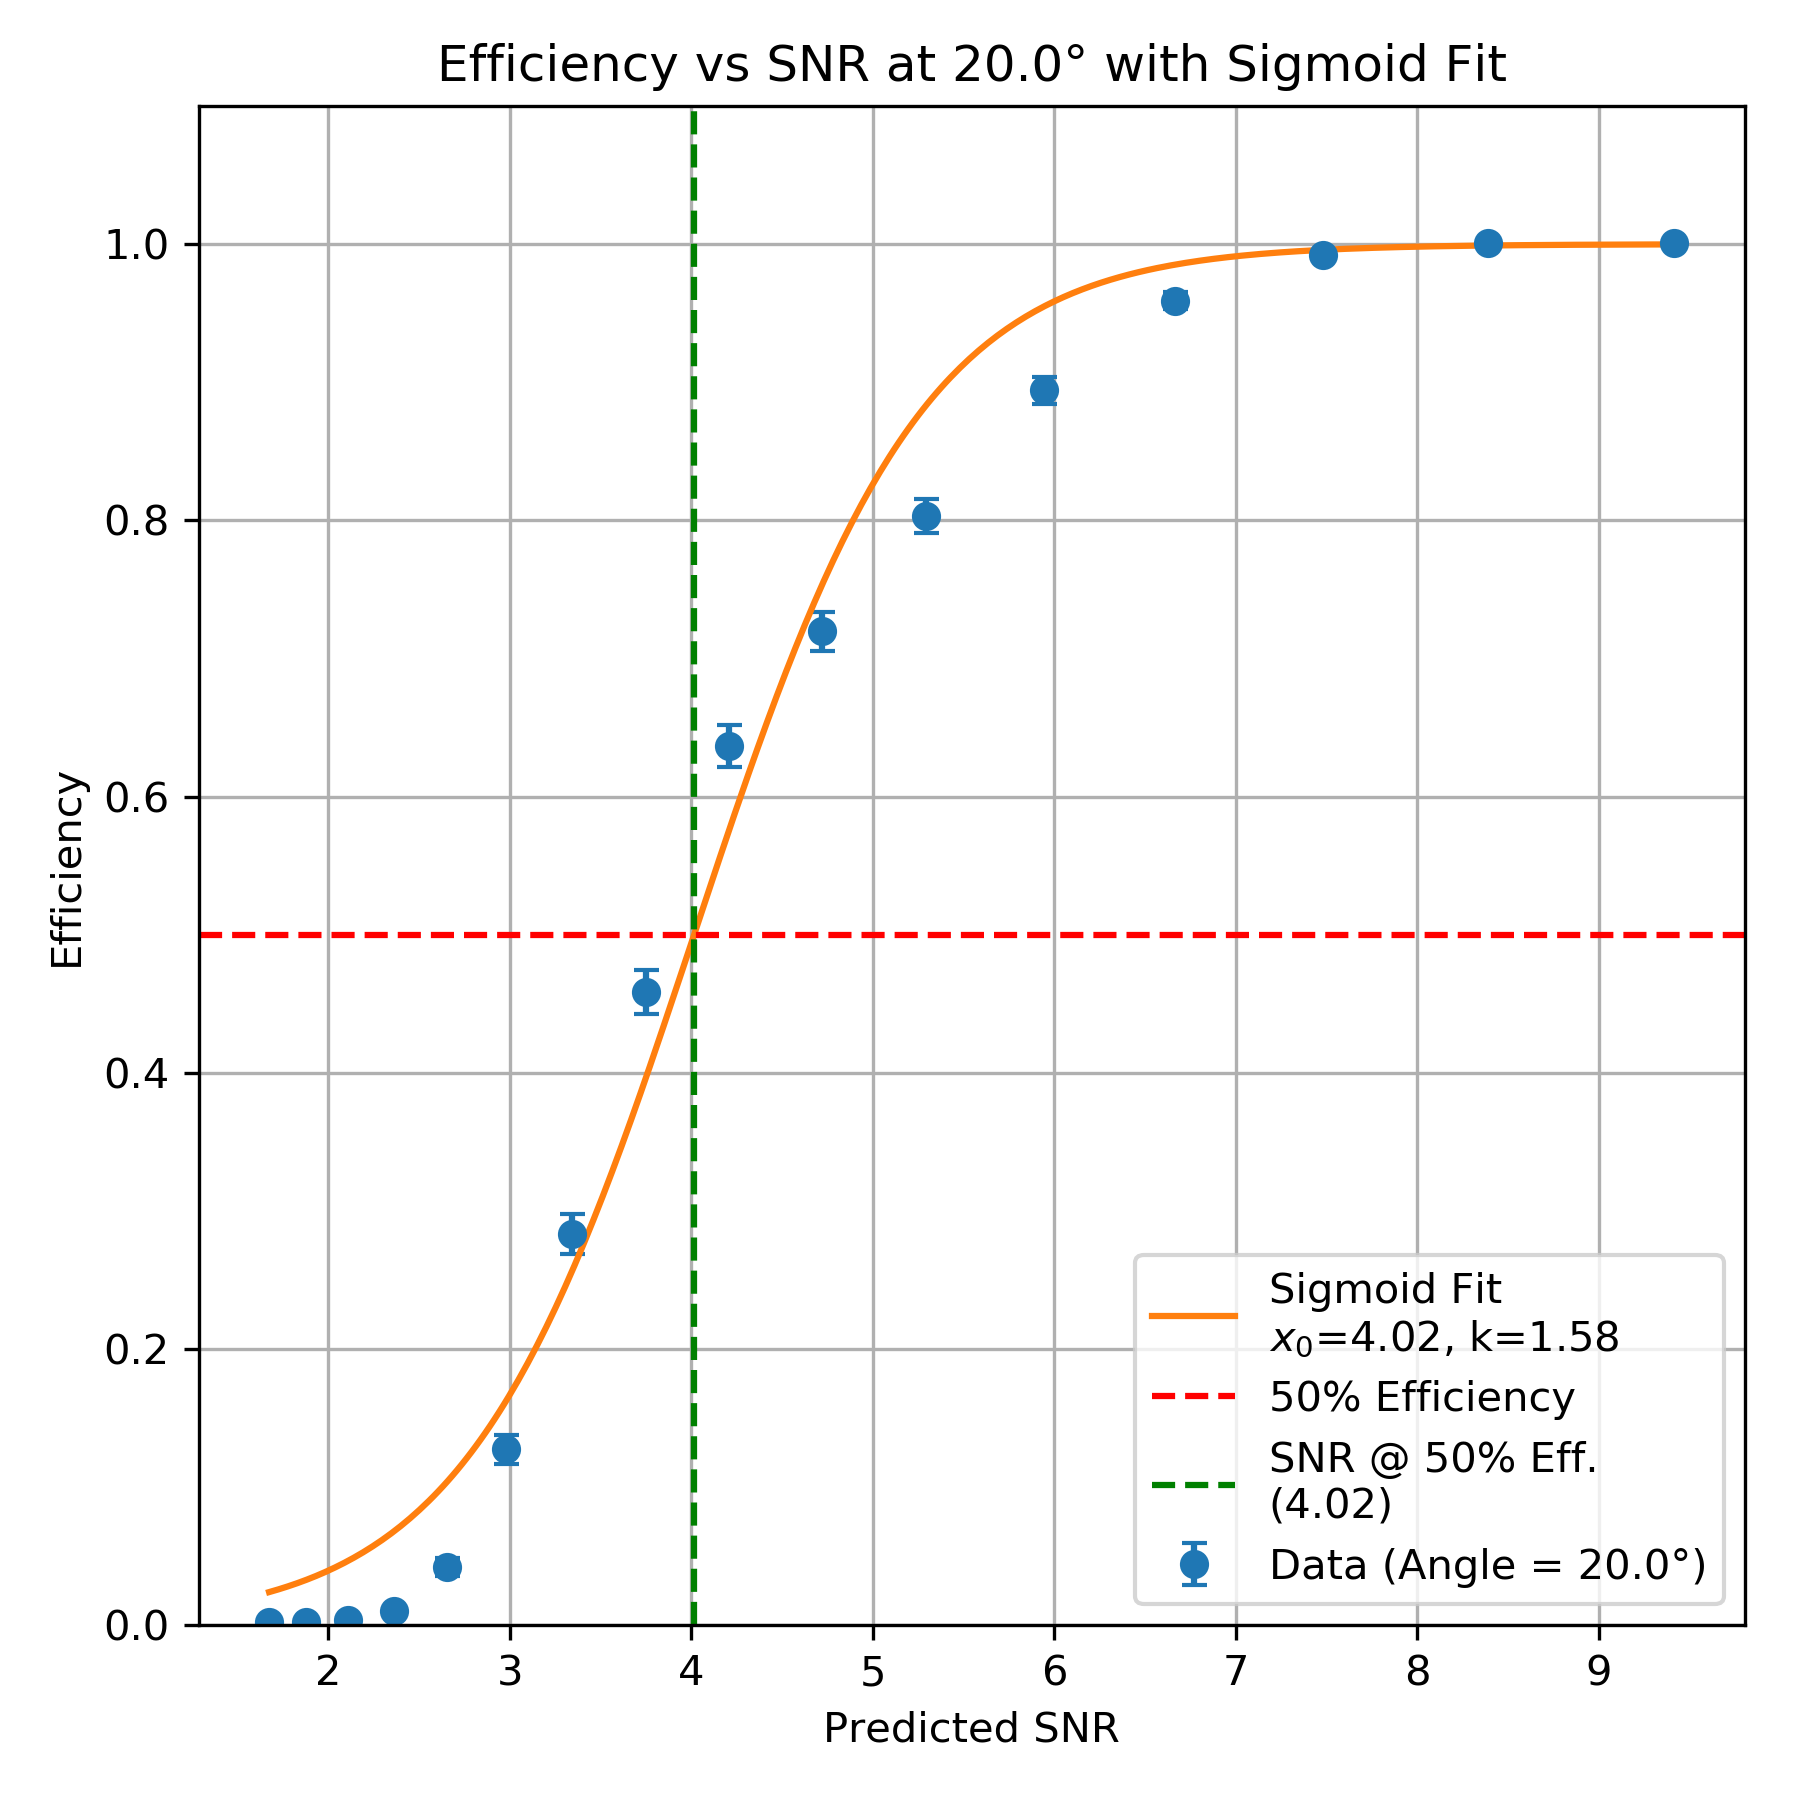 Efficiency vs SNR at 20.0° with Sigmoid Fit
Efficiency
1.0
0.8
0.6
0.4
0.2
0.0
2 3 4 5 6 7 8 9
Predicted SNR
Sigmoid Fit
x₀=4.02, k=1.58
50% Efficiency
SNR @ 50% Eff.
(4.02)
Data (Angle = 20.0°)